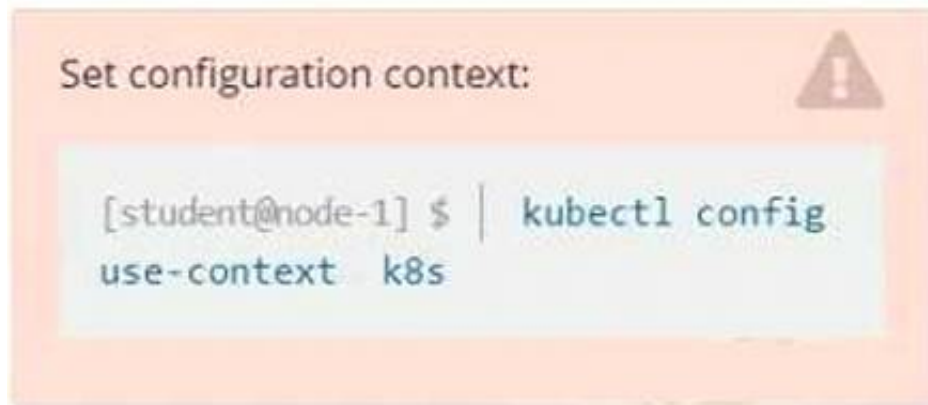 Set configuration context:
[student@node-1] $ | kubectl config
use-context k8s